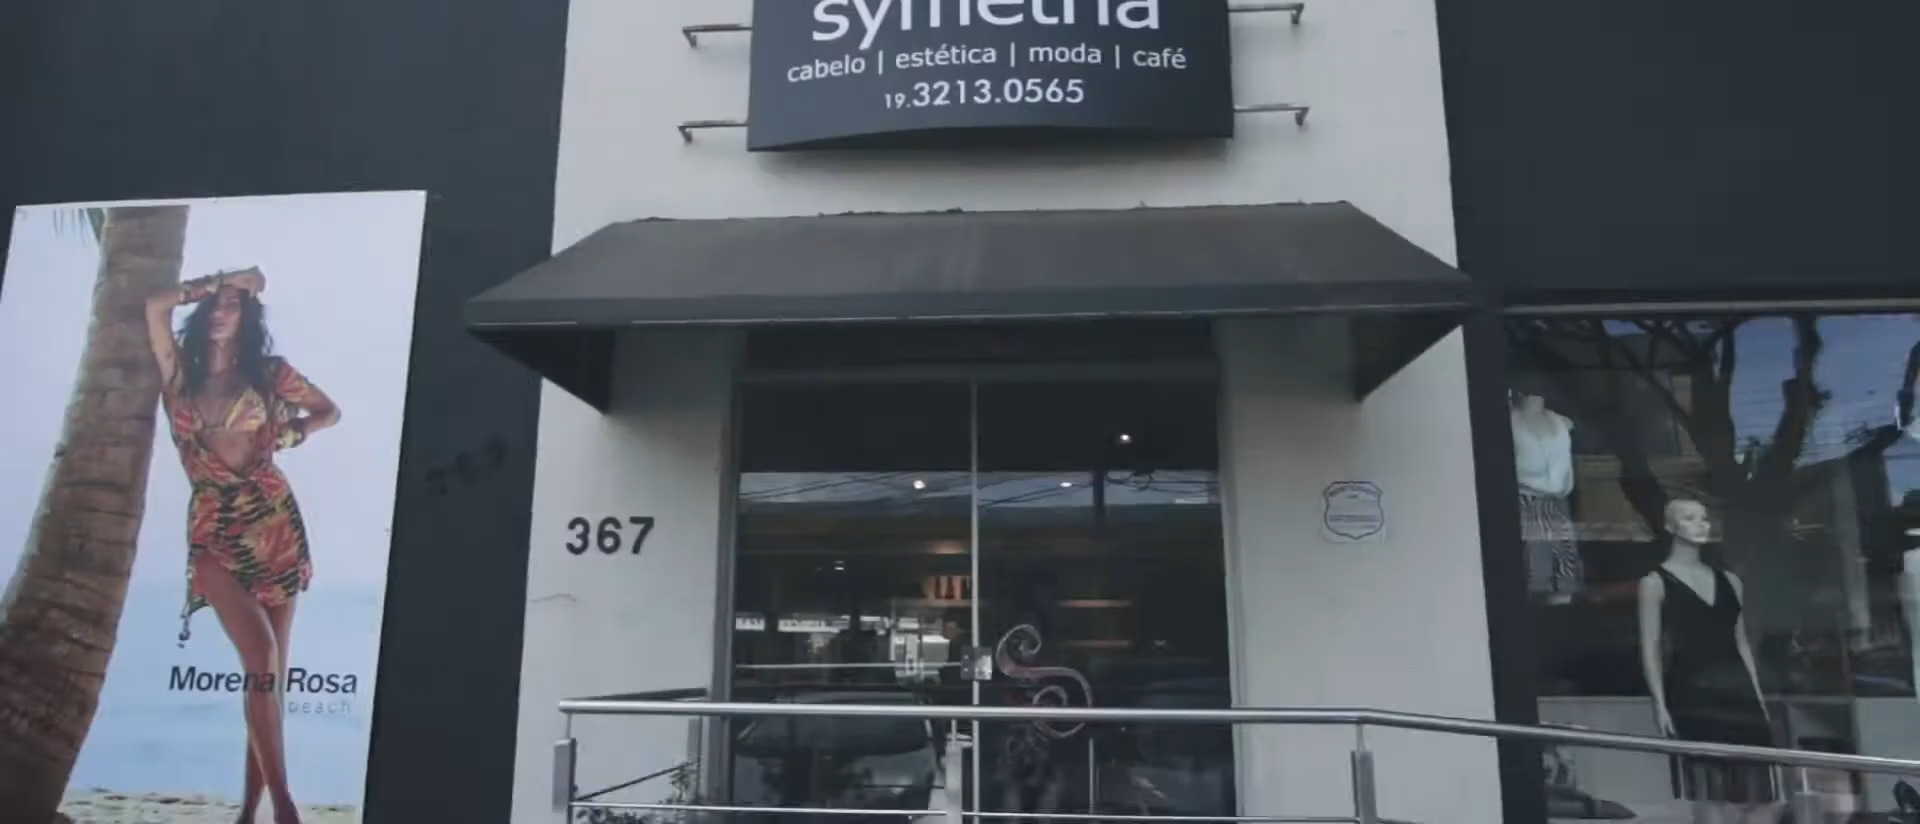 symetria
cabelo | estética | moda | café
19.3213.0565
367
Morena Rosa
beach